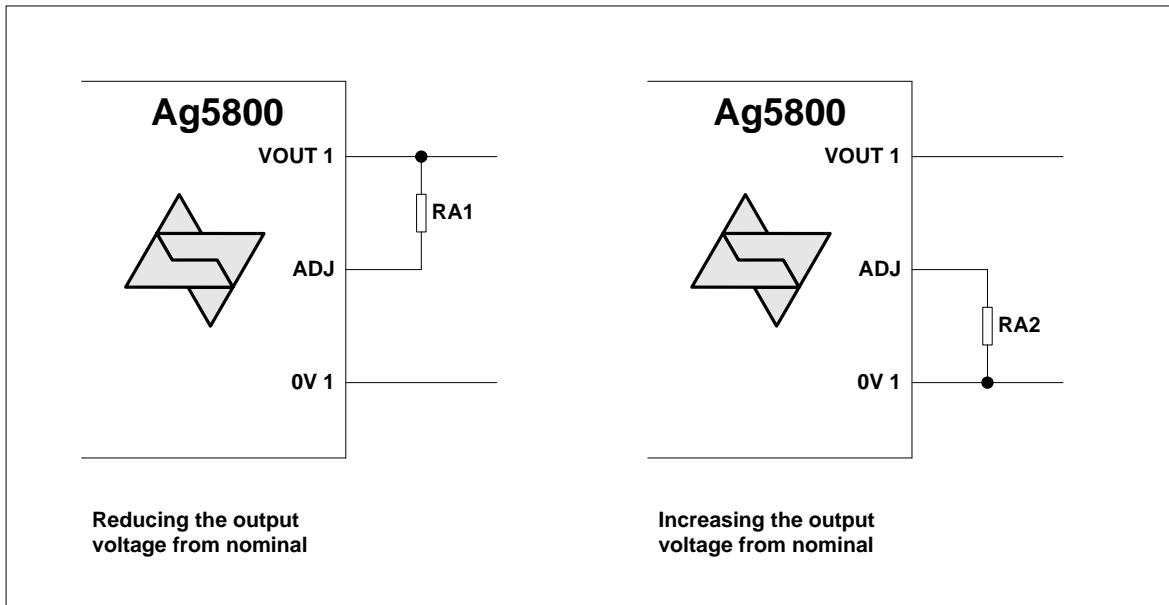 Ag5800
VOUT 1
RA1
ADJ
0V 1
Reducing the output
voltage from nominal
Ag5800
VOUT 1
ADJ
RA2
0V 1
Increasing the output
voltage from nominal